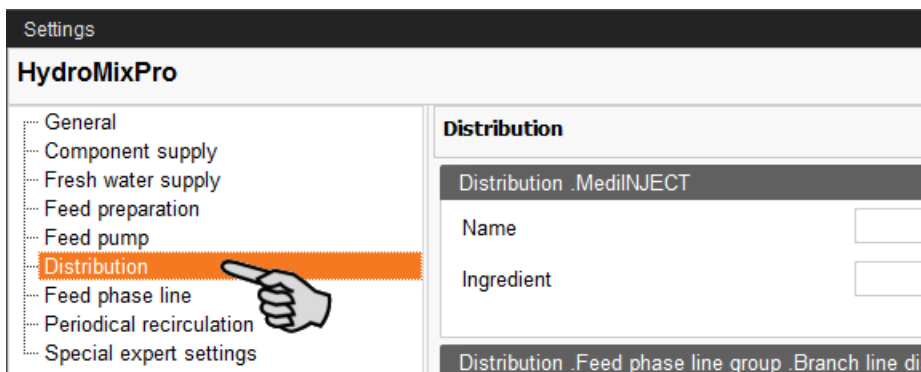 Settings
HydroMixPro
General
Component supply
Fresh water supply
Feed preparation
Feed pump
Distribution
Feed phase line
Periodical recirculation
Special expert settings
Distribution
Distribution .MediINJECT
Name
Ingredient
Distribution .Feed phase line group .Branch line di